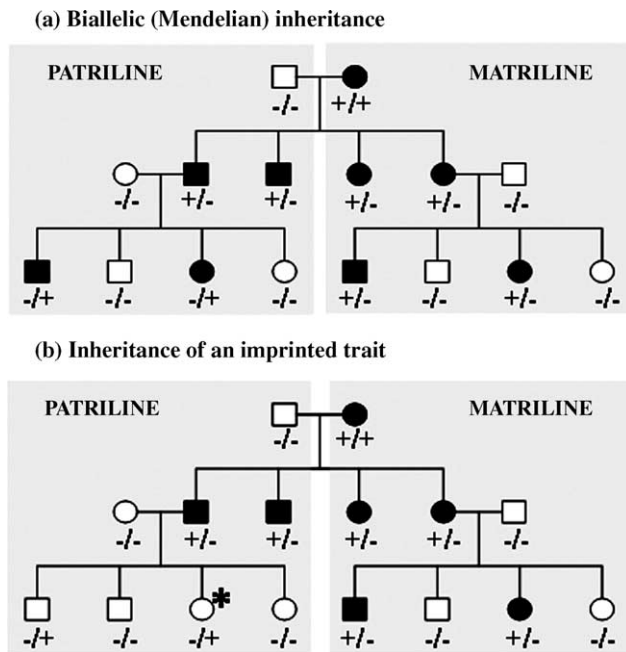 (a) Biallelic (Mendelian) inheritance
PATRILINE MATRILINE
-/- +/+
-/- +/- +/- +/- +/- -/-
-/+ -/- -/+ -/- +/- -/- +/- -/-
(b) Inheritance of an imprinted trait
PATRILINE MATRILINE
-/- +/+
-/- +/- +/- +/- +/- -/-
*
-/+ -/- -/+ -/- +/- -/- +/- -/-